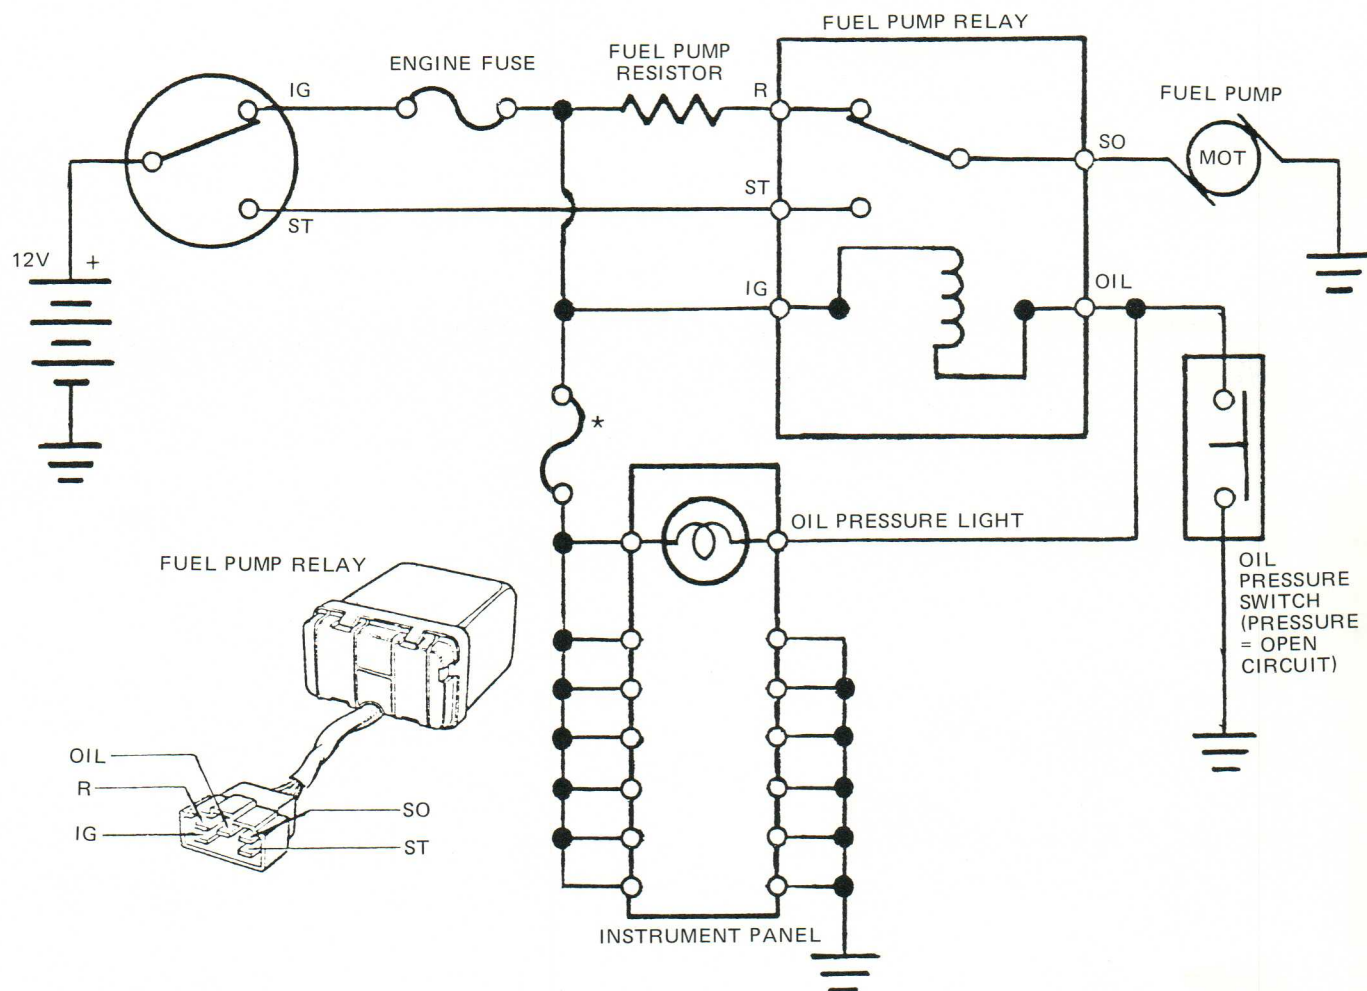 FUEL PUMP RELAY
ENGINE FUSE
FUEL PUMP
RESISTOR
FUEL PUMP
IG
R
SO
MOT
ST
ST
12V +
IG
OIL
*
OIL PRESSURE LIGHT
OIL
PRESSURE
SWITCH
(PRESSURE
= OPEN
CIRCUIT)
FUEL PUMP RELAY
OIL
R
IG
SO
ST
INSTRUMENT PANEL